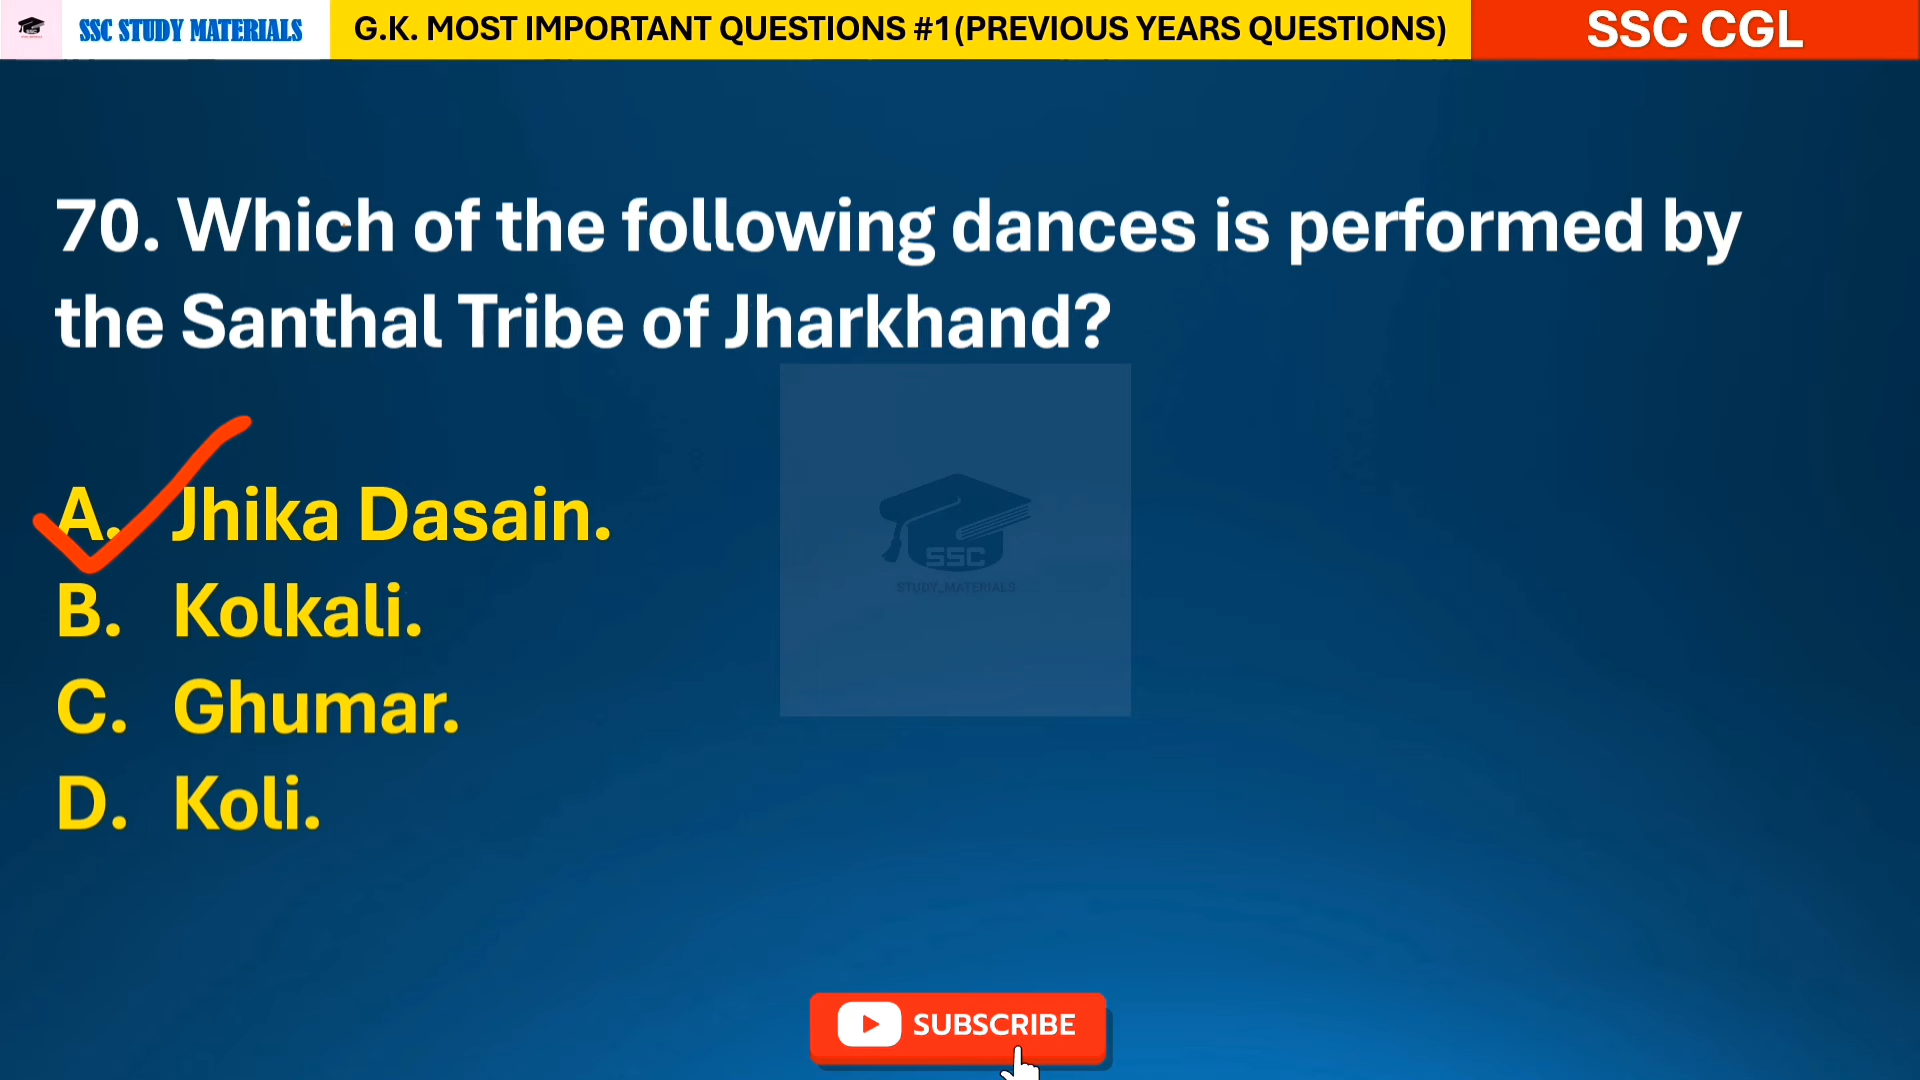 SSC STUDY MATERIALS
G.K. MOST IMPORTANT QUESTIONS #1(PREVIOUS YEARS QUESTIONS)
SSC CGL
70. Which of the following dances is performed by
the Santhal Tribe of Jharkhand?
A. Jhika Dasain.
B. Kolkali.
C. Ghumar.
D. Koli.
SSC
STUDY_MATERIALS
SUBSCRIBE